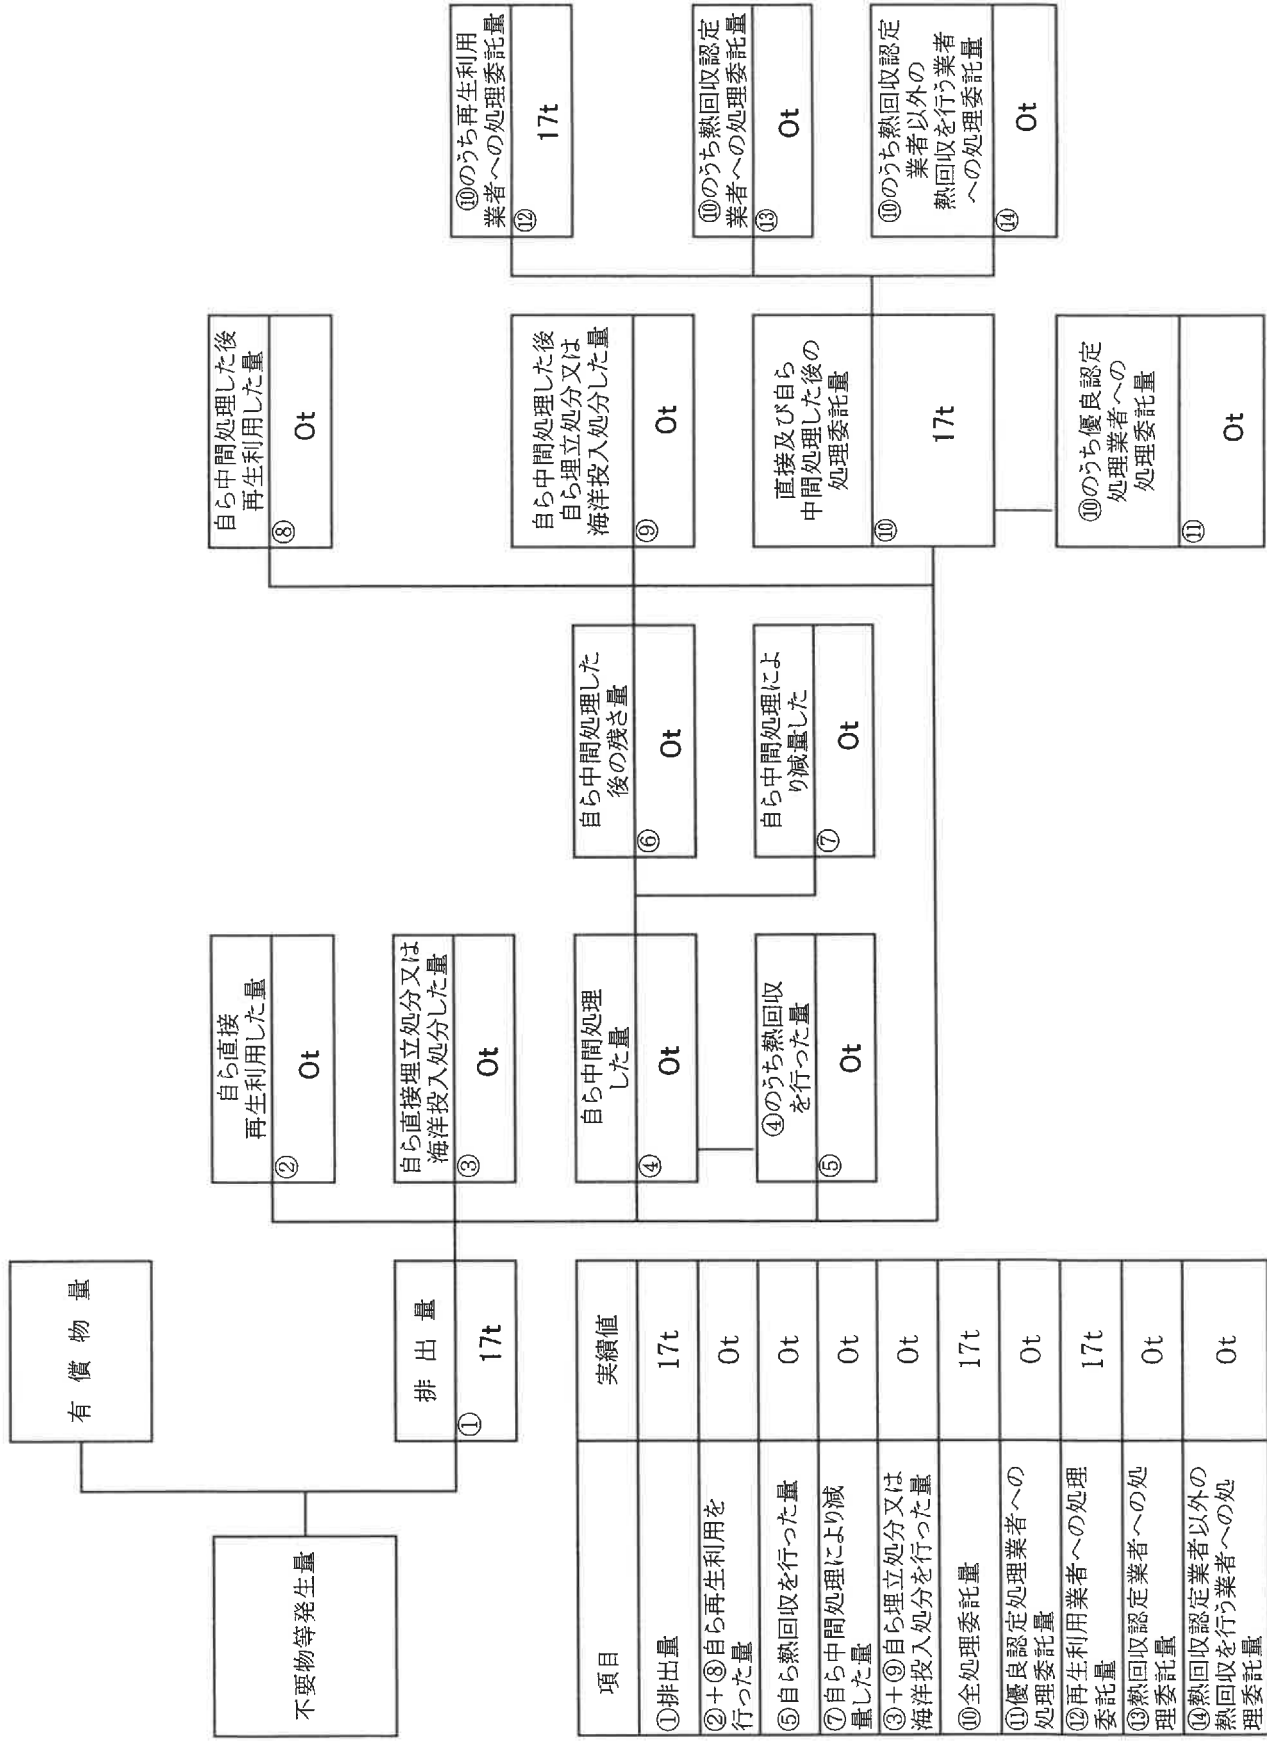 不要物等発生量
有 償 物 量
排 出 量
①
17t
自ら直接
再生利用した量
②
0t
自ら直接埋立処分又は
海洋投入処分した量
③
0t
自ら中間処理
した量
④
0t
④のうち熱回収
を行った量
⑤
0t
自ら中間処理した
後の残さ量
⑥
0t
自ら中間処理によ
り減量した
⑦
0t
自ら中間処理した後
再生利用した量
⑧
0t
自ら中間処理した後
自ら埋立処分又は
海洋投入処分した量
⑨
0t
直接及び自ら
中間処理した後の
処理委託量
⑩
17t
⑩のうち優良認定
処理業者への
処理委託量
⑪
0t
⑩のうち再生利用
業者への処理委託量
⑫
17t
⑩のうち熱回収認定
業者への処理委託量
⑬
0t
⑩のうち熱回収認定
業者以外の
熱回収を行う業者
への処理委託量
⑭
0t
項目
実績値
①排出量
17t
②＋⑧自ら再生利用を
行った量
0t
⑤自ら熱回収を行った量
0t
⑦自ら中間処理により減
量した量
0t
③＋⑨自ら埋立処分又は
海洋投入処分を行った量
0t
⑩全処理委託量
17t
⑪優良認定処理業者への
処理委託量
0t
⑫再生利用業者への処理
委託量
17t
⑬熱回収認定業者への処
理委託量
0t
⑭熱回収認定業者以外の
熱回収を行う業者への処
理委託量
0t